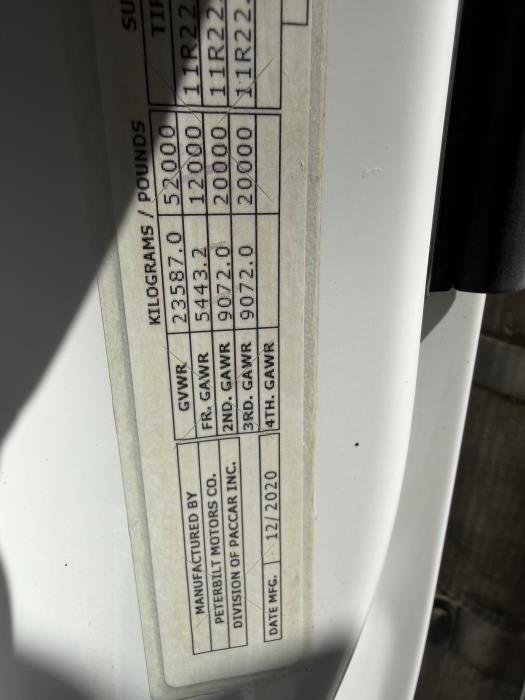 KILOGRAMS / POUNDS SU
TIR
GVWR 23587.0 52000 11R22.
FR. GAWR 5443.2 12000 11R22.
2ND. GAWR 9072.0 20000 11R22.
3RD. GAWR 9072.0 20000
4TH. GAWR
MANUFACTURED BY
PETERBILT MOTORS CO.
DIVISION OF PACCAR INC.
DATE MFG. 12/2020